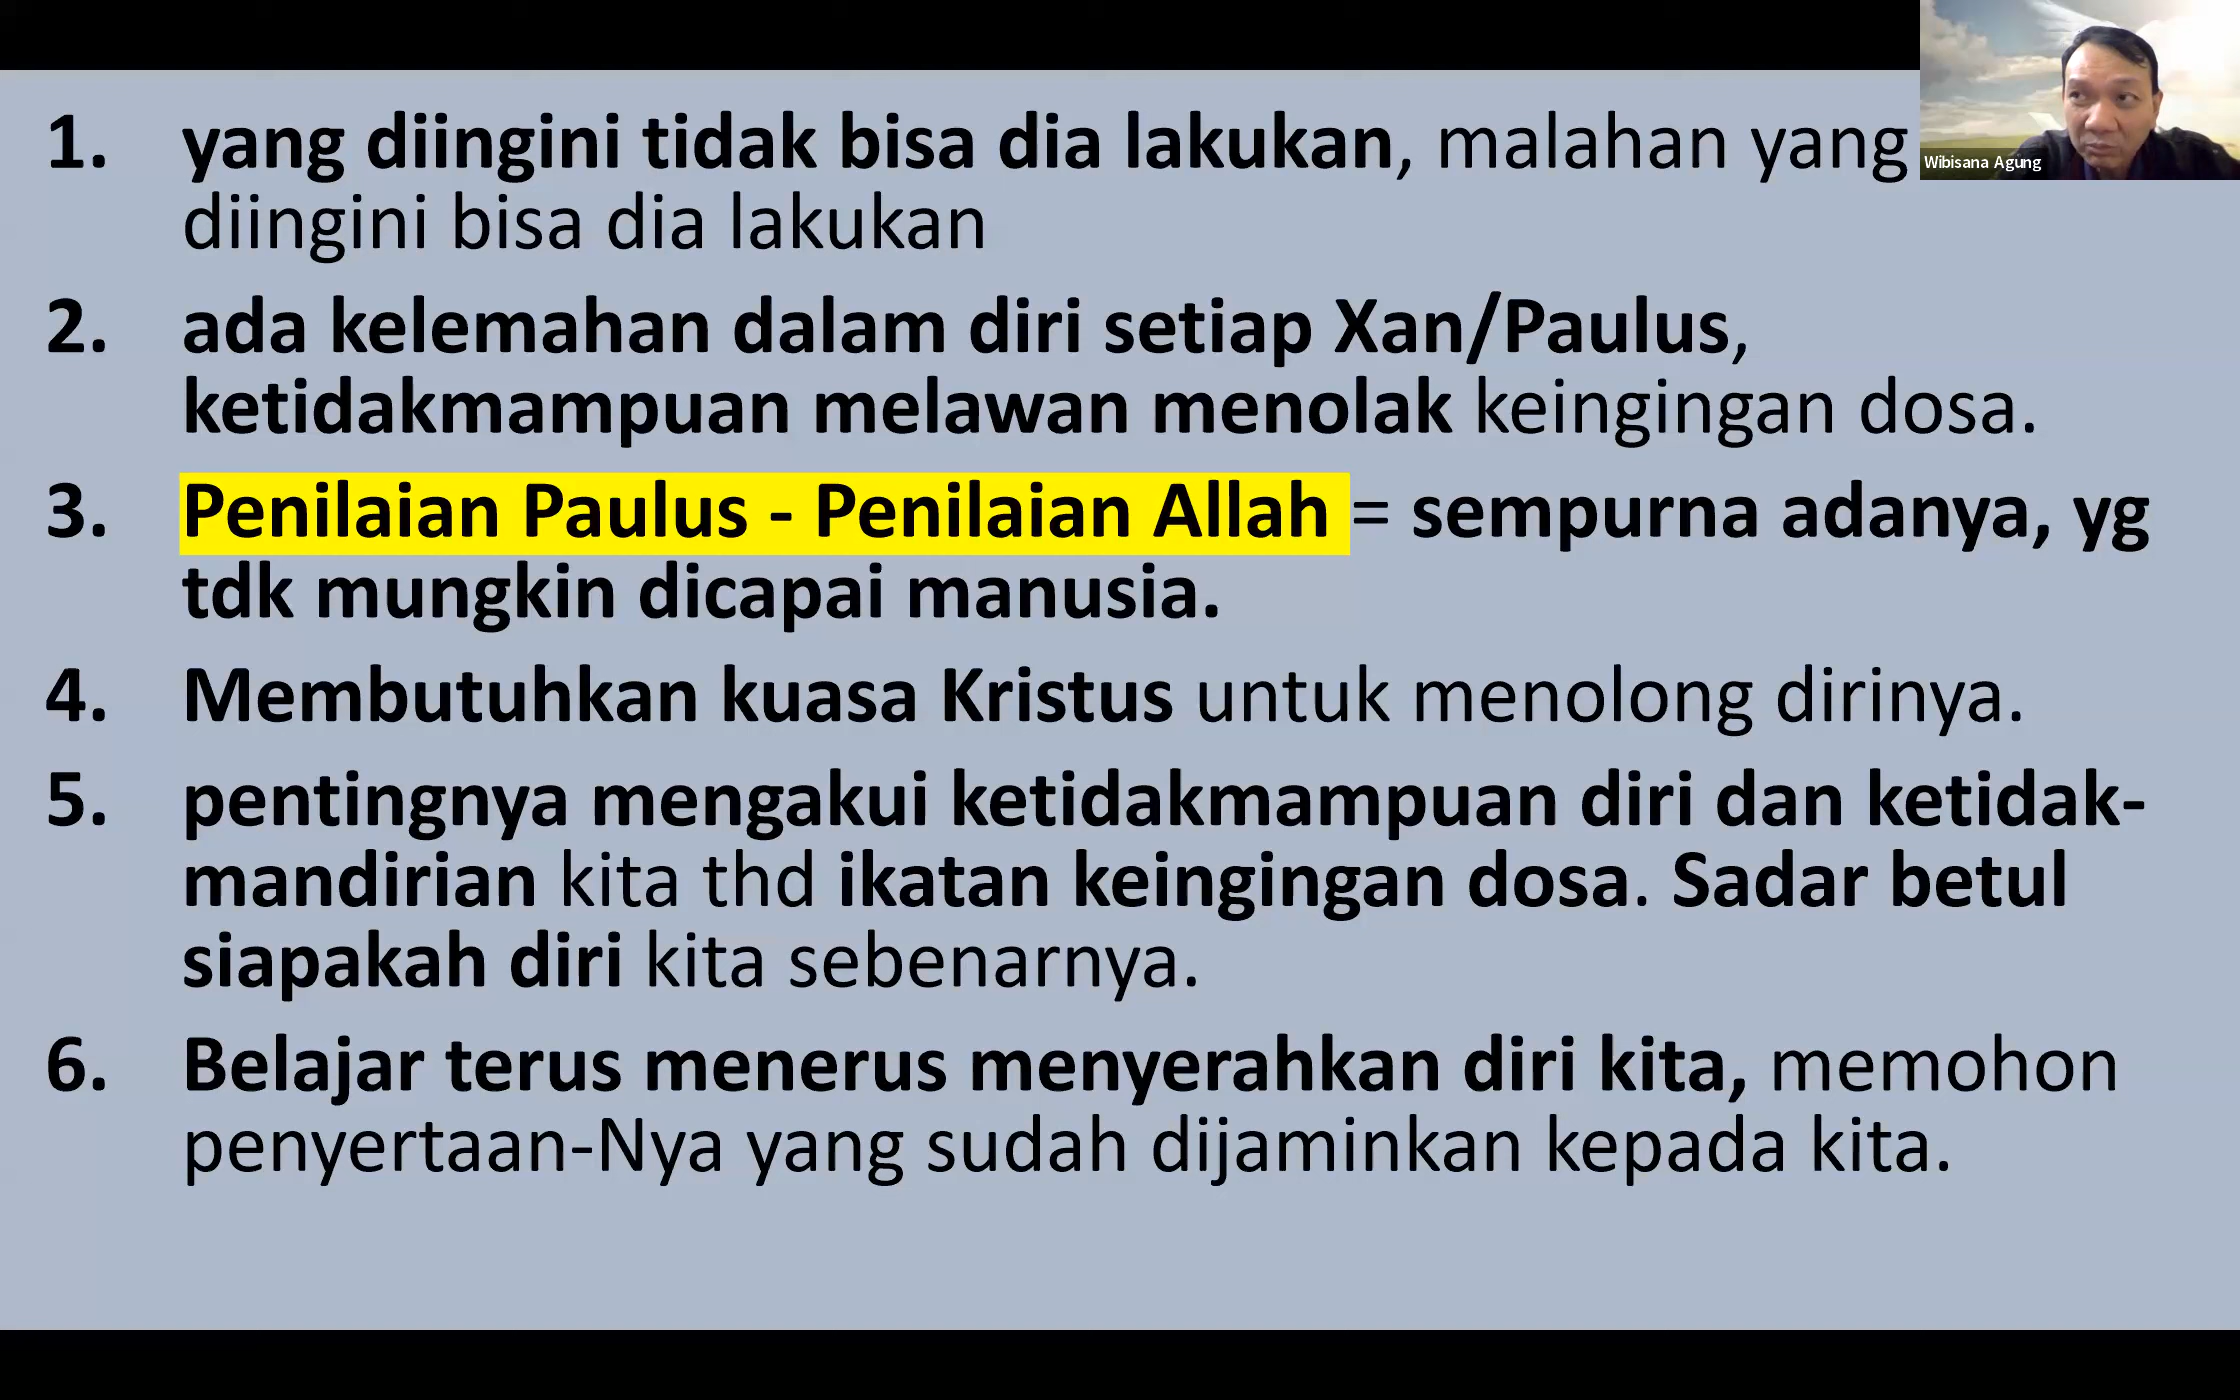 1. yang diingini tidak bisa dia lakukan, malahan yang
diingini bisa dia lakukan
2. ada kelemahan dalam diri setiap Xan/Paulus,
ketidakmampuan melawan menolak keingingan dosa.
3. Penilaian Paulus - Penilaian Allah = sempurna adanya, yg
tdk mungkin dicapai manusia.
4. Membutuhkan kuasa Kristus untuk menolong dirinya.
5. pentingnya mengakui ketidakmampuan diri dan ketidak-
mandirian kita thd ikatan keingingan dosa. Sadar betul
siapakah diri kita sebenarnya.
6. Belajar terus menerus menyerahkan diri kita, memohon
penyertaan-Nya yang sudah dijaminkan kepada kita.
Wibisana Agung